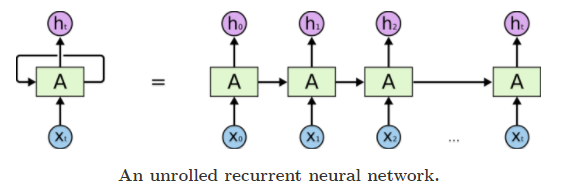 hₜ h₀ h₁ h₂ hₜ
A = A A A A
xₜ x₀ x₁ x₂ ... xₜ
An unrolled recurrent neural network.